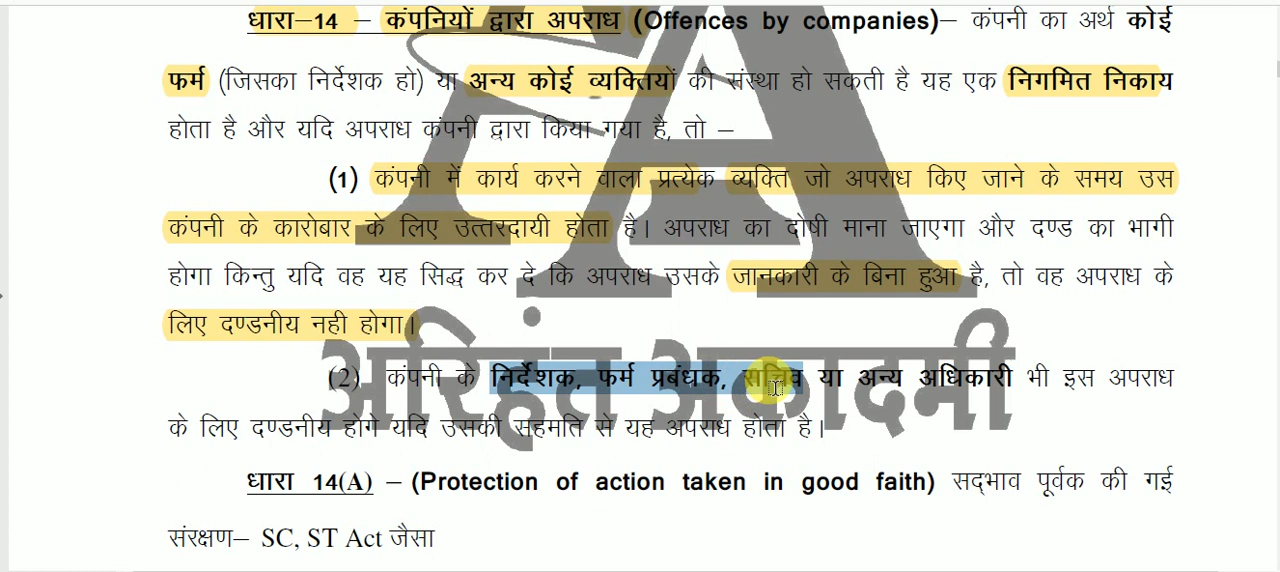 धारा–14 – कंपनियों द्वारा अपराध (Offences by companies)– कंपनी का अर्थ कोई
फर्म (जिसका निर्देशक हो) या अन्य कोई व्यक्तियों की संस्था हो सकती है यह एक निगमित निकाय
होता है और यदि अपराध कंपनी द्वारा किया गया है, तो –
(1) कंपनी में कार्य करने वाला प्रत्येक व्यक्ति जो अपराध किए जाने के समय उस
कंपनी के कारोबार के लिए उत्तरदायी होता है। अपराध का दोषी माना जाएगा और दण्ड का भागी
होगा किन्तु यदि वह यह सिद्ध कर दे कि अपराध उसके जानकारी के बिना हुआ है, तो वह अपराध के
लिए दण्डनीय नही होगा।
अरिहंत अकादमी
(2) कंपनी के निर्देशक, फर्म प्रबंधक, सचिव या अन्य अधिकारी भी इस अपराध
के लिए दण्डनीय होगे यदि उसकी सहमति से यह अपराध होता है।
धारा 14(A) – (Protection of action taken in good faith) सद्भाव पूर्वक की गई
संरक्षण– SC, ST Act जैसा